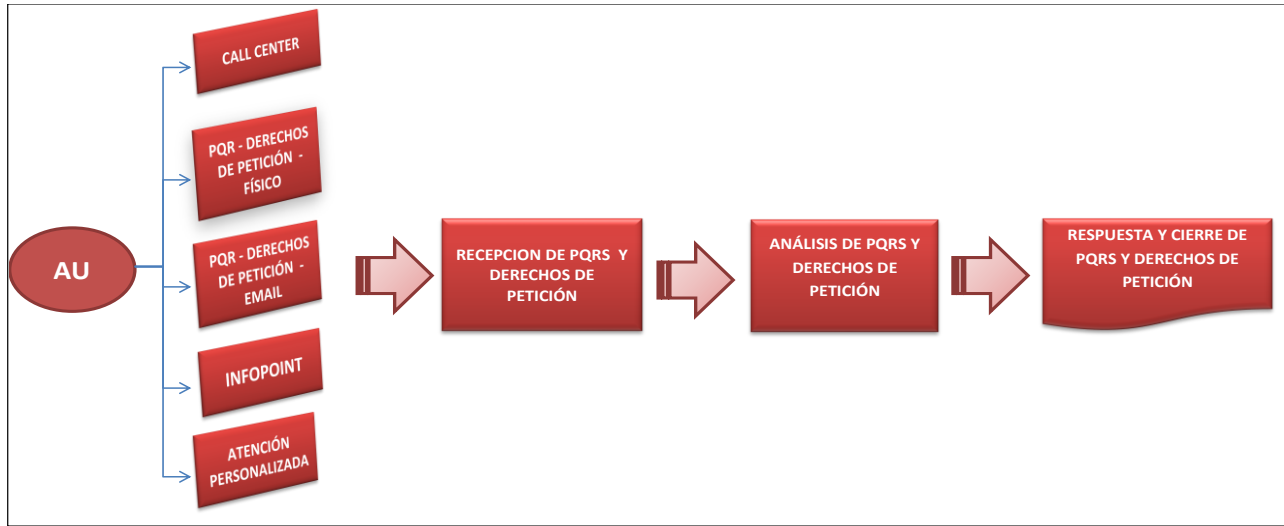 AU
CALL CENTER
PQR - DERECHOS
DE PETICIÓN -
FÍSICO
PQR - DERECHOS
DE PETICIÓN -
EMAIL
INFOPOINT
ATENCIÓN
PERSONALIZADA
RECEPCION DE PQRS Y
DERECHOS DE
PETICIÓN
ANÁLISIS DE PQRS Y
DERECHOS DE
PETICIÓN
RESPUESTA Y CIERRE DE
PQRS Y DERECHOS DE
PETICIÓN